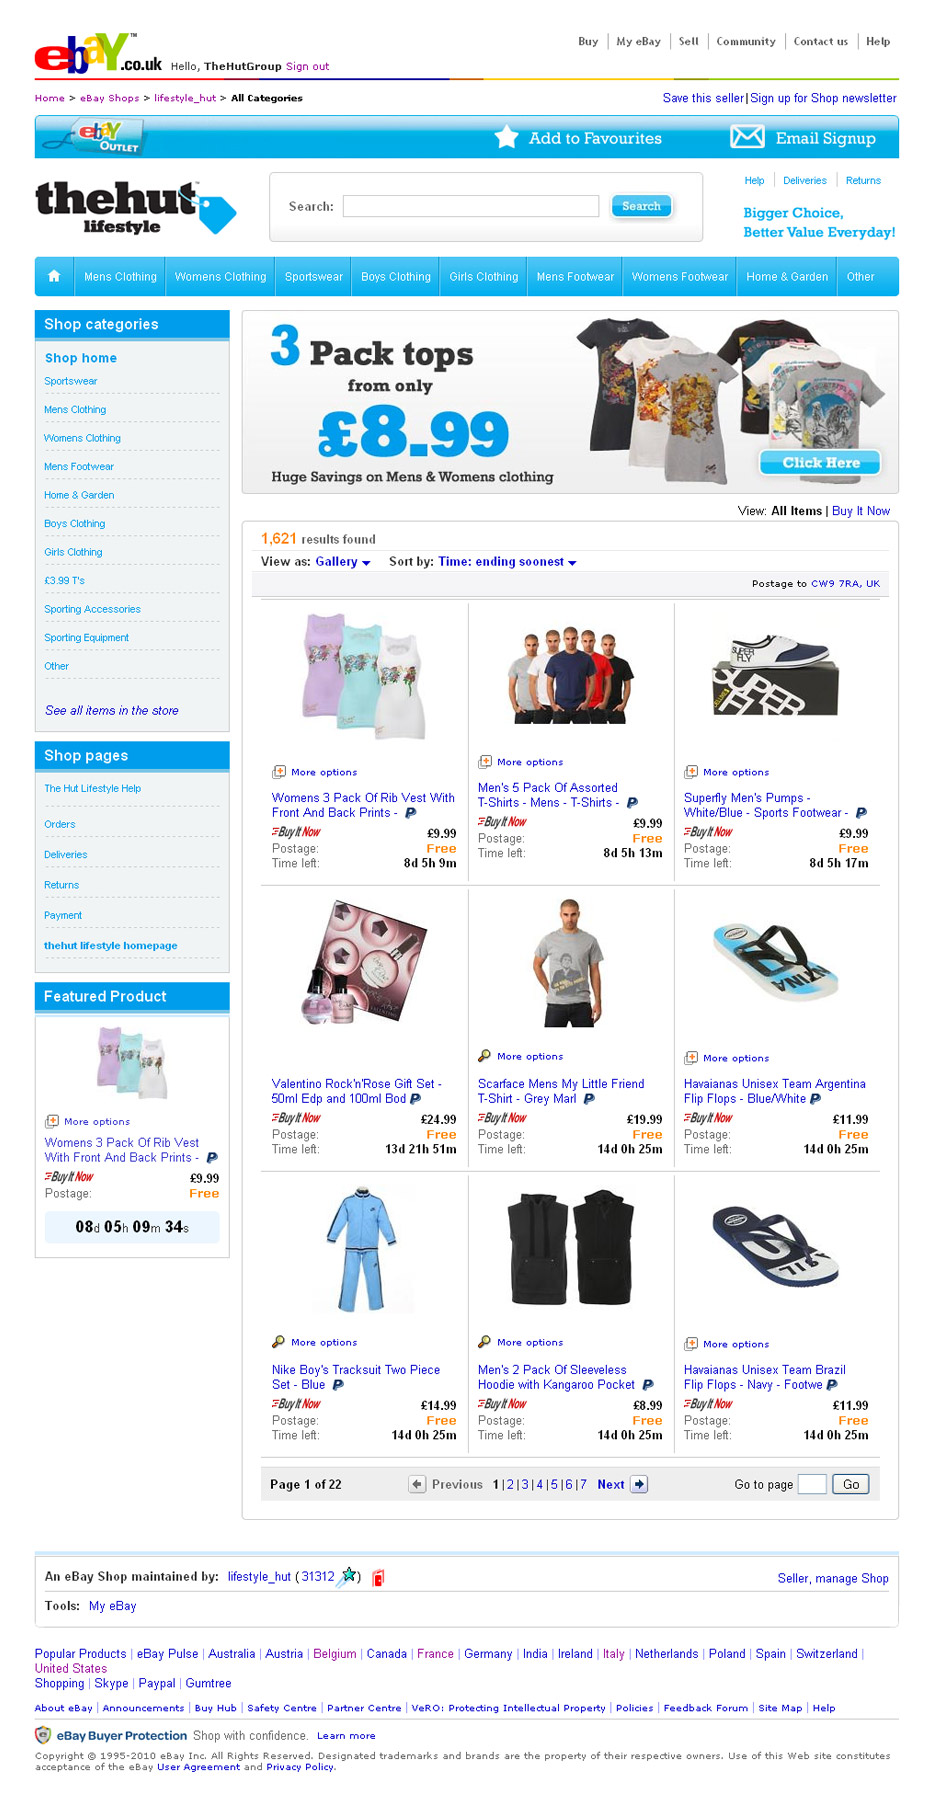 ebaY™.co.uk Hello, TheHutGroup Sign out
Buy | My eBay | Sell | Community | Contact us | Help
Home > eBay Shops > lifestyle_hut > All Categories
Save this seller|Sign up for Shop newsletter
ebaY OUTLET
Add to Favourites
Email Signup
thehut™
lifestyle
Search:
Search
Help | Deliveries | Returns
Bigger Choice,
Better Value Everyday!
Mens Clothing | Womens Clothing | Sportswear | Boys Clothing | Girls Clothing | Mens Footwear | Womens Footwear | Home & Garden | Other
Shop categories
Shop home
Sportswear
Mens Clothing
Womens Clothing
Mens Footwear
Home & Garden
Boys Clothing
Girls Clothing
£3.99 T's
Sporting Accessories
Sporting Equipment
Other
See all items in the store
Shop pages
The Hut Lifestyle Help
Orders
Deliveries
Returns
Payment
thehut lifestyle homepage
Featured Product
More options
Womens 3 Pack Of Rib Vest
With Front And Back Prints -
Buy It Now £9.99
Postage: Free
08d 05h 09m 34s
3 Pack tops
from only
£8.99
Huge Savings on Mens & Womens clothing
Click Here
View: All Items | Buy It Now
1,621 results found
View as: Gallery Sort by: Time: ending soonest
Postage to CW9 7RA, UK
More options
Womens 3 Pack Of Rib Vest With
Front And Back Prints -
Buy It Now £9.99
Postage: Free
Time left: 8d 5h 9m
More options
Men's 5 Pack Of Assorted
T-Shirts - Mens - T-Shirts -
Buy It Now £9.99
Postage: Free
Time left: 8d 5h 13m
SUPER
FLY
SUPER
More options
Superfly Men's Pumps -
White/Blue - Sports Footwear -
Buy It Now £9.99
Postage: Free
Time left: 8d 5h 17m
Valentino Rock'n'Rose Gift Set -
50ml Edp and 100ml Bod
Buy It Now £24.99
Postage: Free
Time left: 13d 21h 51m
More options
Scarface Mens My Little Friend
T-Shirt - Grey Marl
Buy It Now £19.99
Postage: Free
Time left: 14d 0h 25m
More options
Havaianas Unisex Team Argentina
Flip Flops - Blue/White
Buy It Now £11.99
Postage: Free
Time left: 14d 0h 25m
More options
Nike Boy's Tracksuit Two Piece
Set - Blue
Buy It Now £14.99
Postage: Free
Time left: 14d 0h 25m
More options
Men's 2 Pack Of Sleeveless
Hoodie with Kangaroo Pocket
Buy It Now £8.99
Postage: Free
Time left: 14d 0h 25m
More options
Havaianas Unisex Team Brazil
Flip Flops - Navy - Footwe
Buy It Now £11.99
Postage: Free
Time left: 14d 0h 25m
Page 1 of 22 Previous 1|2|3|4|5|6|7 Next Go to page Go
An eBay Shop maintained by: lifestyle_hut (31312)
Seller, manage Shop
Tools: My eBay
Popular Products | eBay Pulse | Australia | Austria | Belgium | Canada | France | Germany | India | Ireland | Italy | Netherlands | Poland | Spain | Switzerland |
United States
Shopping | Skype | Paypal | Gumtree
About eBay | Announcements | Buy Hub | Safety Centre | Partner Centre | VeRO: Protecting Intellectual Property | Policies | Feedback Forum | Site Map | Help
eBay Buyer Protection Shop with confidence. Learn more
Copyright © 1995-2010 eBay Inc. All Rights Reserved. Designated trademarks and brands are the property of their respective owners. Use of this Web site constitutes
acceptance of the eBay User Agreement and Privacy Policy.